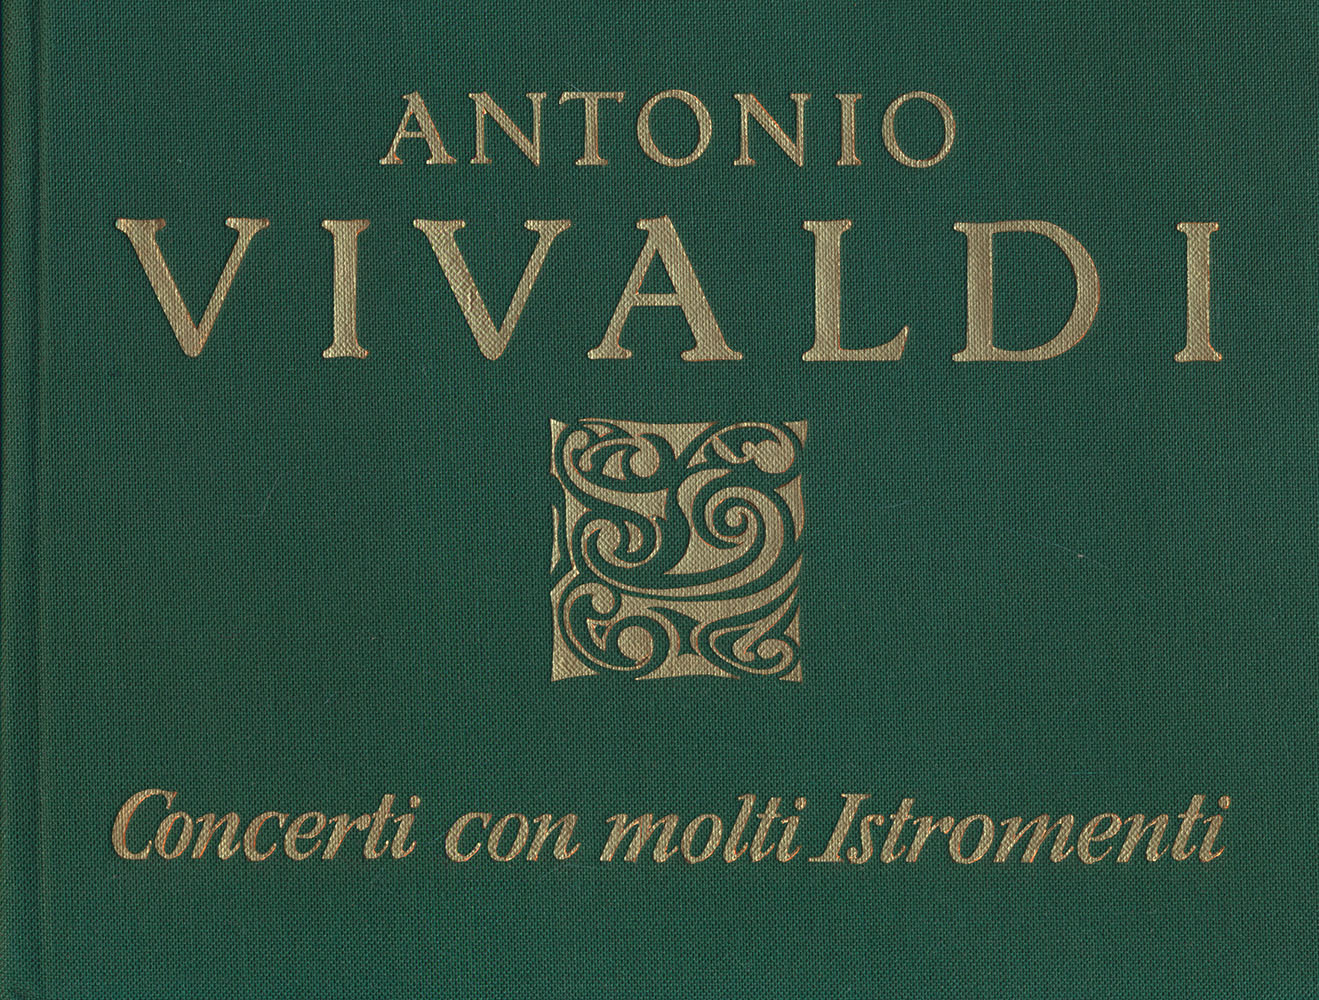 ANTONIO
VIVALDI
Concerti con molti Istromenti